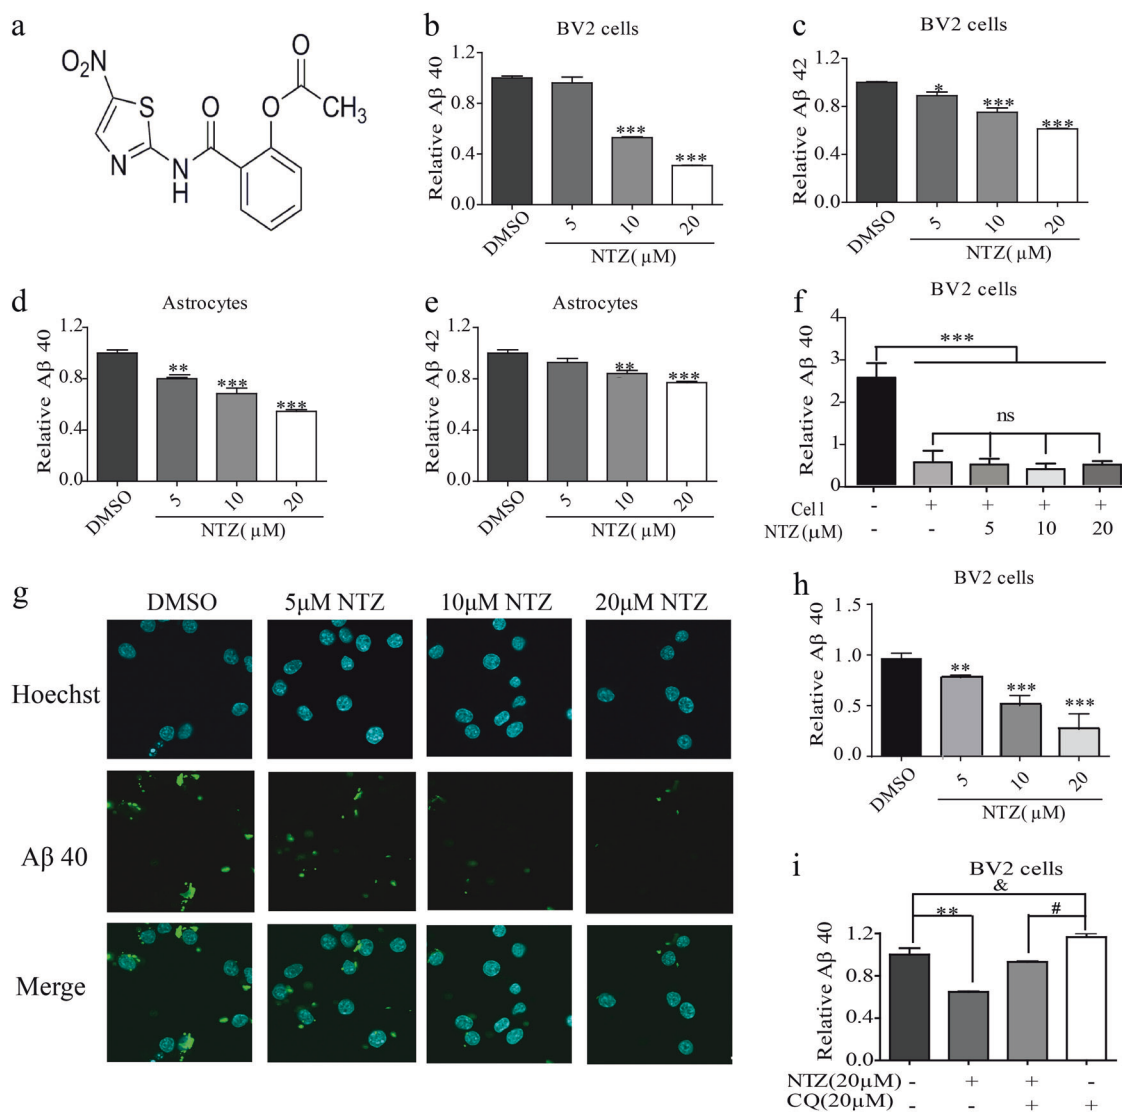 a
O₂N
S
N
N
H
O
O
O
CH₃
b
BV2 cells
Relative Aβ 40
1.2
0.8
0.4
0.0
***
***
DMSO
5
10
20
NTZ( μM)
c
BV2 cells
Relative Aβ 42
1.2
0.8
0.4
0.0
*
***
***
DMSO
5
10
20
NTZ( μM)
d
Astrocytes
Relative Aβ 40
1.2
0.8
0.4
0.0
**
***
***
DMSO
5
10
20
NTZ( μM)
e
Astrocytes
Relative Aβ 42
1.2
0.8
0.4
0.0
**
***
DMSO
5
10
20
NTZ( μM)
f
BV2 cells
Relative Aβ 40
4
3
2
1
0
***
ns
Cell - + + + +
NTZ(μM) - - 5 10 20
g
DMSO 5μM NTZ 10μM NTZ 20μM NTZ
Hoechst
Aβ 40
Merge
h
BV2 cells
Relative Aβ 40
1.5
1.0
0.5
0.0
**
***
***
DMSO
5
10
20
NTZ(μM)
i
BV2 cells
&
**
#
Relative Aβ 40
1.2
0.8
0.4
0.0
NTZ(20μM) - + + -
CQ(20μM) - - + +